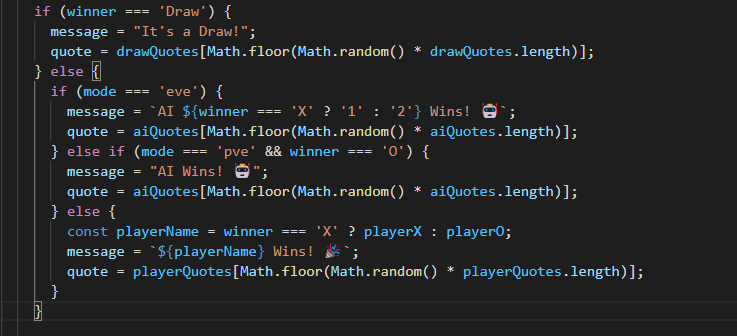 if (winner === 'Draw') {
  message = "It's a Draw!";
  quote = drawQuotes[Math.floor(Math.random() * drawQuotes.length)];
} else {
  if (mode === 'eve') {
    message = `AI ${winner === 'X' ? '1' : '2'} Wins! 🤖`;
    quote = aiQuotes[Math.floor(Math.random() * aiQuotes.length)];
  } else if (mode === 'pve' && winner === 'O') {
    message = "AI Wins! 🤖";
    quote = aiQuotes[Math.floor(Math.random() * aiQuotes.length)];
  } else {
    const playerName = winner === 'X' ? playerX : playerO;
    message = `${playerName} Wins! 🎉`;
    quote = playerQuotes[Math.floor(Math.random() * playerQuotes.length)];
  }
}